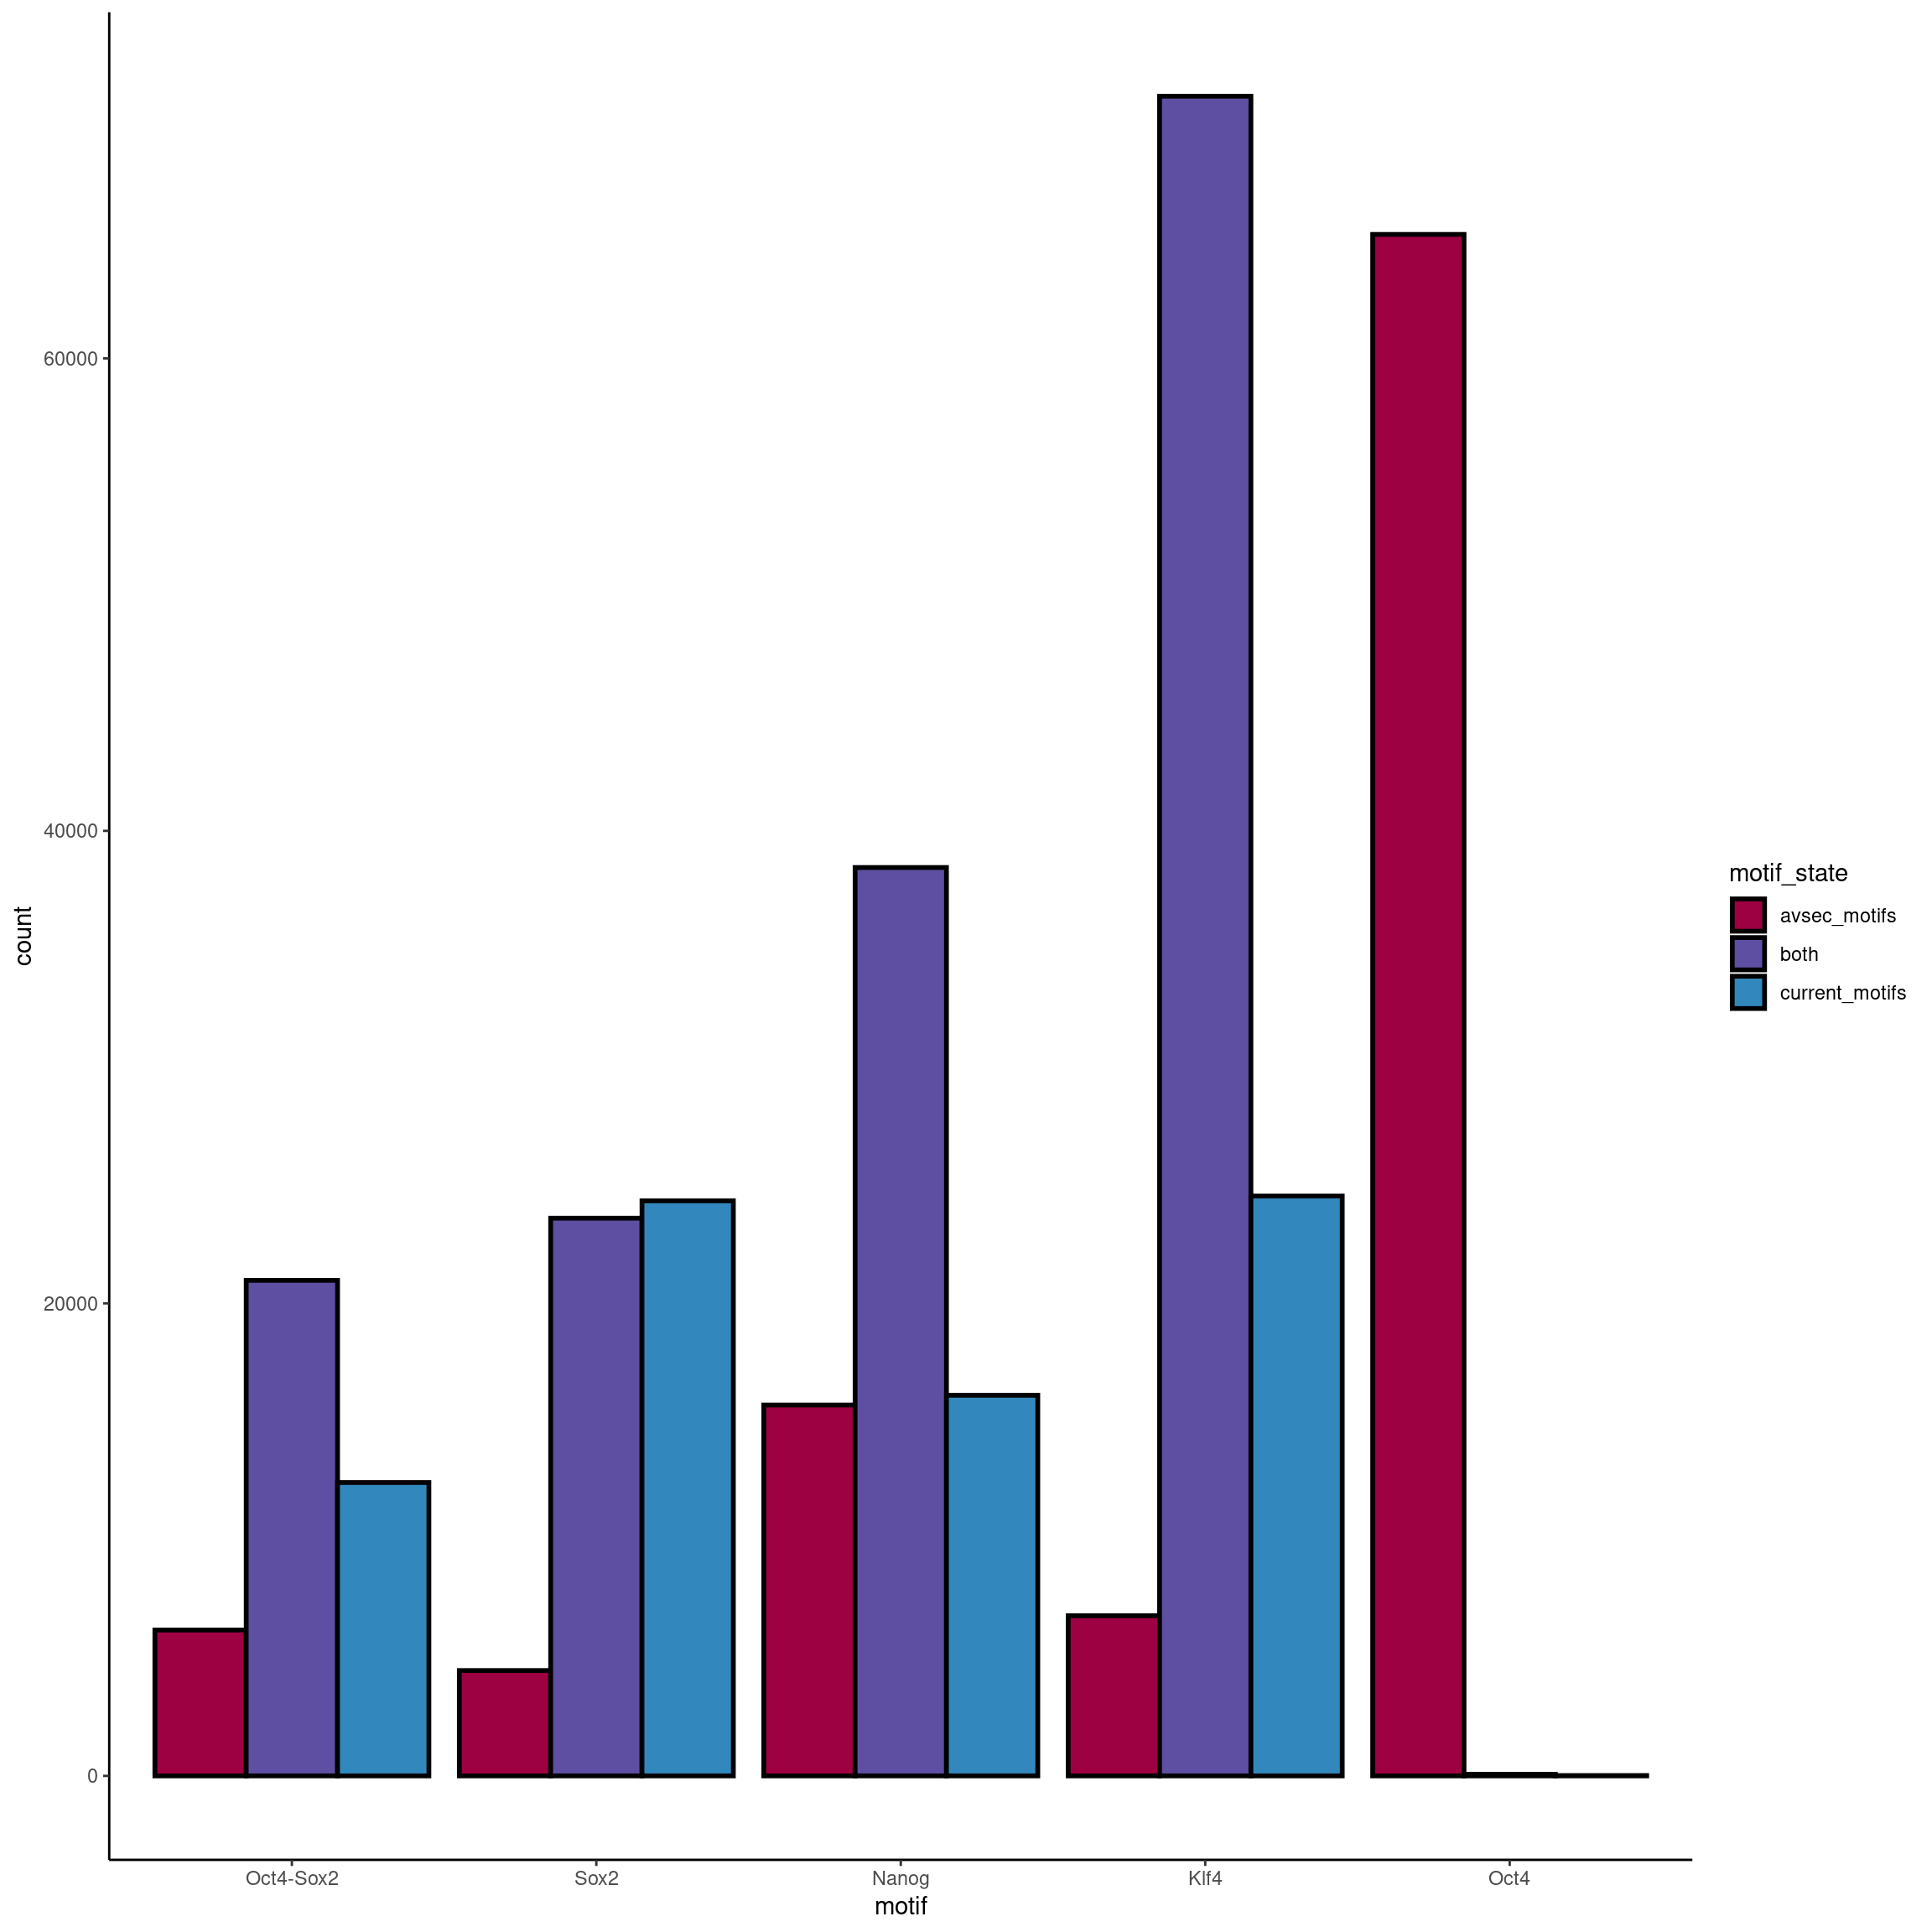 count
60000
40000
20000
0
Oct4-Sox2
Sox2
Nanog
Klf4
Oct4
motif
motif_state
avsec_motifs
both
current_motifs